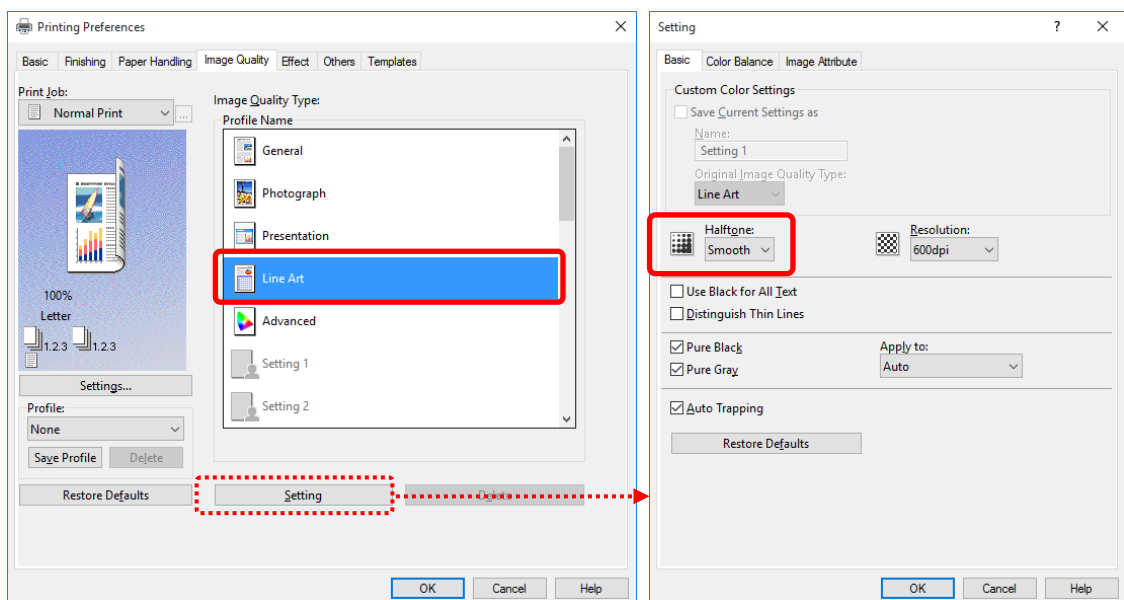 Printing Preferences
Basic Finishing Paper Handling Image Quality Effect Others Templates
Print Job:
Normal Print
...
100%
Letter
1.2.3 1.2.3
Settings...
Profile:
None
Save Profile Delete
Restore Defaults
Image Quality Type:
Profile Name
General
Photograph
Presentation
Line Art
Advanced
Setting 1
Setting 2
Setting Delete
OK Cancel Help
Setting ?
Basic Color Balance Image Attribute
Custom Color Settings
Save Current Settings as
Name:
Setting 1
Original Image Quality Type:
Line Art
Halftone:
Smooth
Resolution:
600dpi
Use Black for All Text
Distinguish Thin Lines
Pure Black
Pure Gray
Apply to:
Auto
Auto Trapping
Restore Defaults
OK Cancel Help